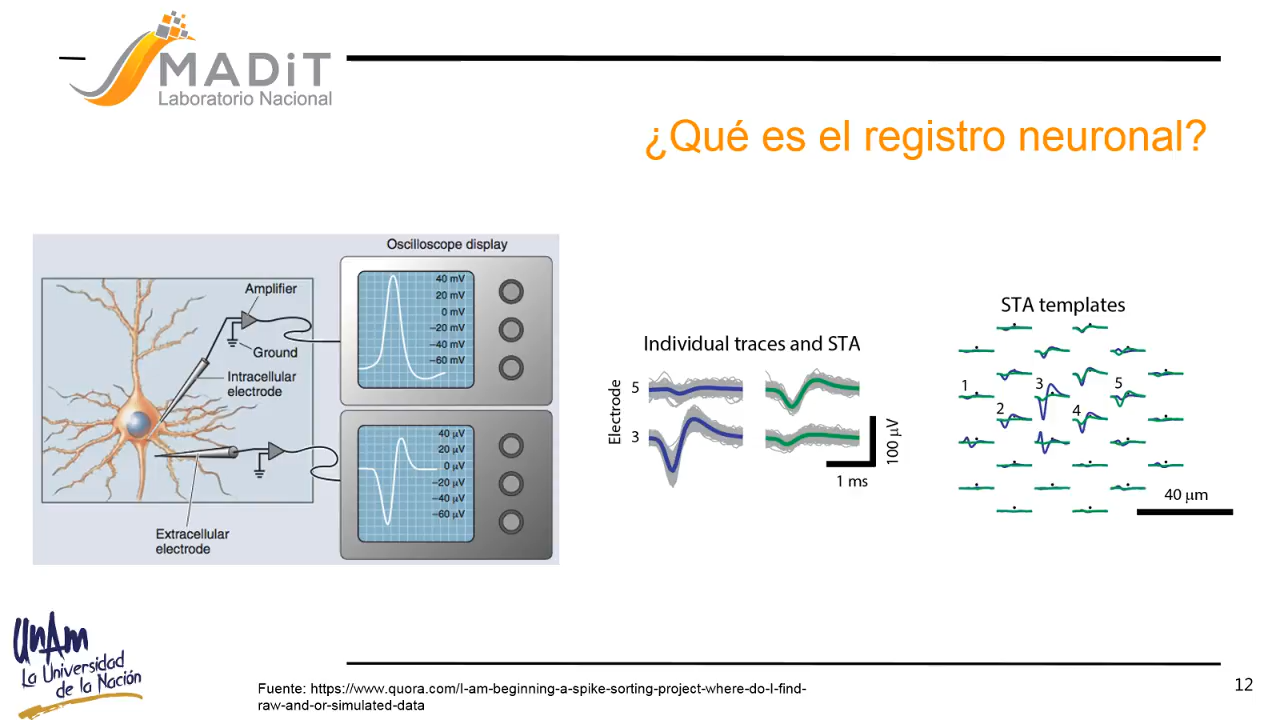 MADiT
Laboratorio Nacional
¿Qué es el registro neuronal?
Oscilloscope display
Amplifier
Ground
Intracellular
electrode
Extracellular
electrode
40 mV
20 mV
0 mV
−20 mV
−40 mV
−60 mV
40 µV
20 µV
0 µV
−20 µV
−40 µV
−60 µV
Individual traces and STA
Electrode
5
3
100 µV
1 ms
STA templates
1
2
3
4
5
40 µm
UNAM
La Universidad
de la Nación
Fuente: https://www.quora.com/I-am-beginning-a-spike-sorting-project-where-do-I-find-
raw-and-or-simulated-data
12